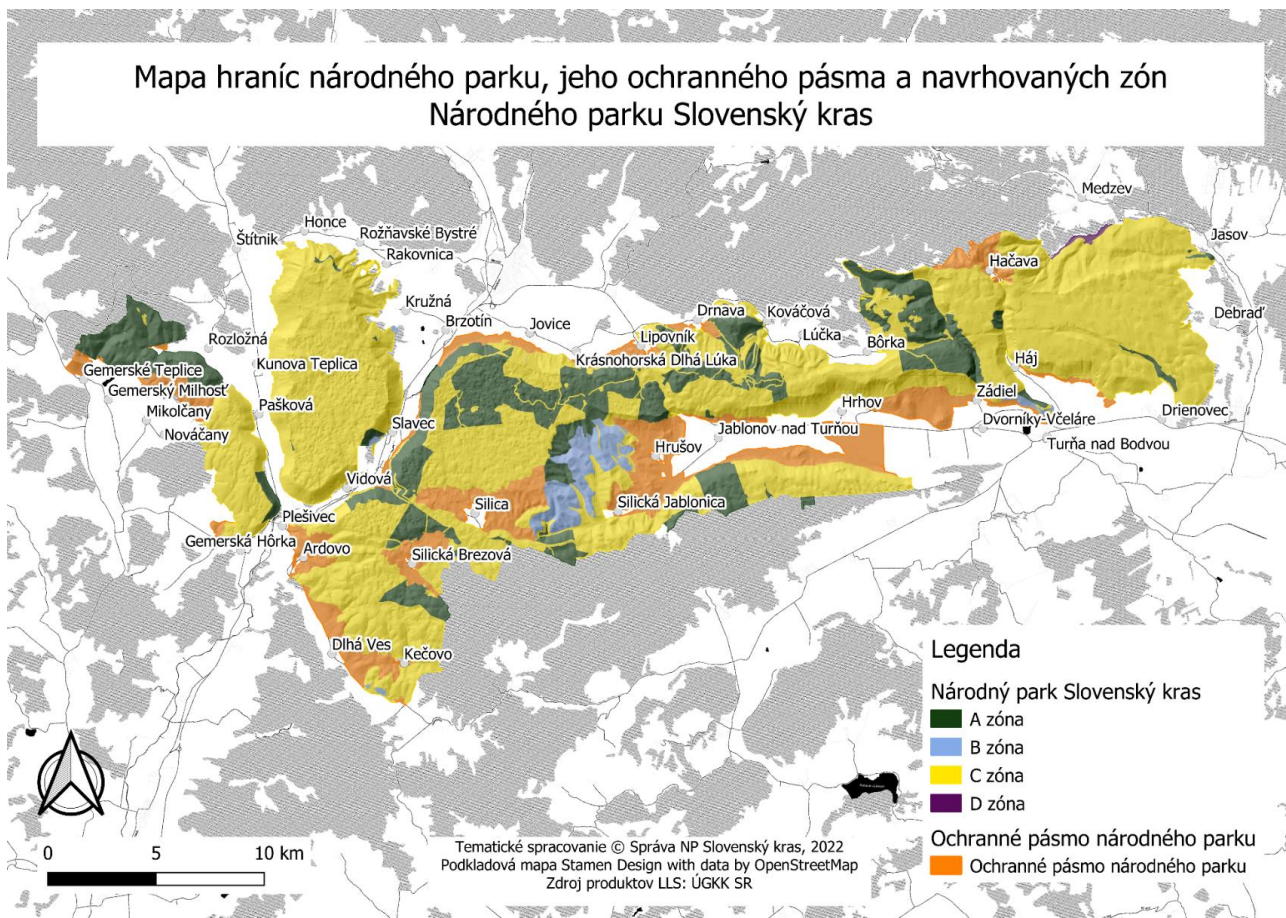 Mapa hraníc národného parku, jeho ochranného pásma a navrhovaných zón
Národného parku Slovenský kras
Medzev
Honce
Štítnik
Rožňavské Bystré
Rakovnica
Jasov
Hačava
Kružná
Brzotín
Jovice
Drnava
Kováčová
Lúčka
Debraď
Rozložná
Lipovník
Krásnohorská Dlhá Lúka
Bôrka
Háj
Gemerské Teplice
Kunova Teplica
Gemerský Milhosť
Mikolčany
Pašková
Zádiel
Nováčany
Slavec
Hrhov
Drienovec
Dvorníky-Včeláre
Jablonov nad Turňou
Turňa nad Bodvou
Hrušov
Vidová
Silica
Silická Jablonica
Plešivec
Gemerská Hôrka
Ardovo
Silická Brezová
Dlhá Ves
Kečovo
Legenda
Národný park Slovenský kras
A zóna
B zóna
C zóna
D zóna
Ochranné pásmo národného parku
Ochranné pásmo národného parku
0 5 10 km
Tematické spracovanie © Správa NP Slovenský kras, 2022
Podkladová mapa Stamen Design with data by OpenStreetMap
Zdroj produktov LLS: ÚGKK SR